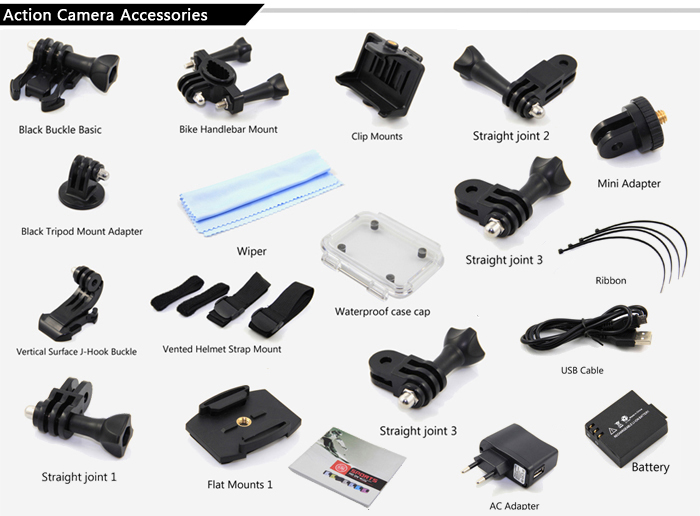 Action Camera Accessories
Black Buckle Basic
Bike Handlebar Mount
Clip Mounts
Straight joint 2
Mini Adapter
Black Tripod Mount Adapter
Wiper
Straight joint 3
Ribbon
Waterproof case cap
Vertical Surface J-Hook Buckle
Vented Helmet Strap Mount
USB Cable
Straight joint 3
Straight joint 1
Flat Mounts 1
SPORTS
AC Adapter
Battery